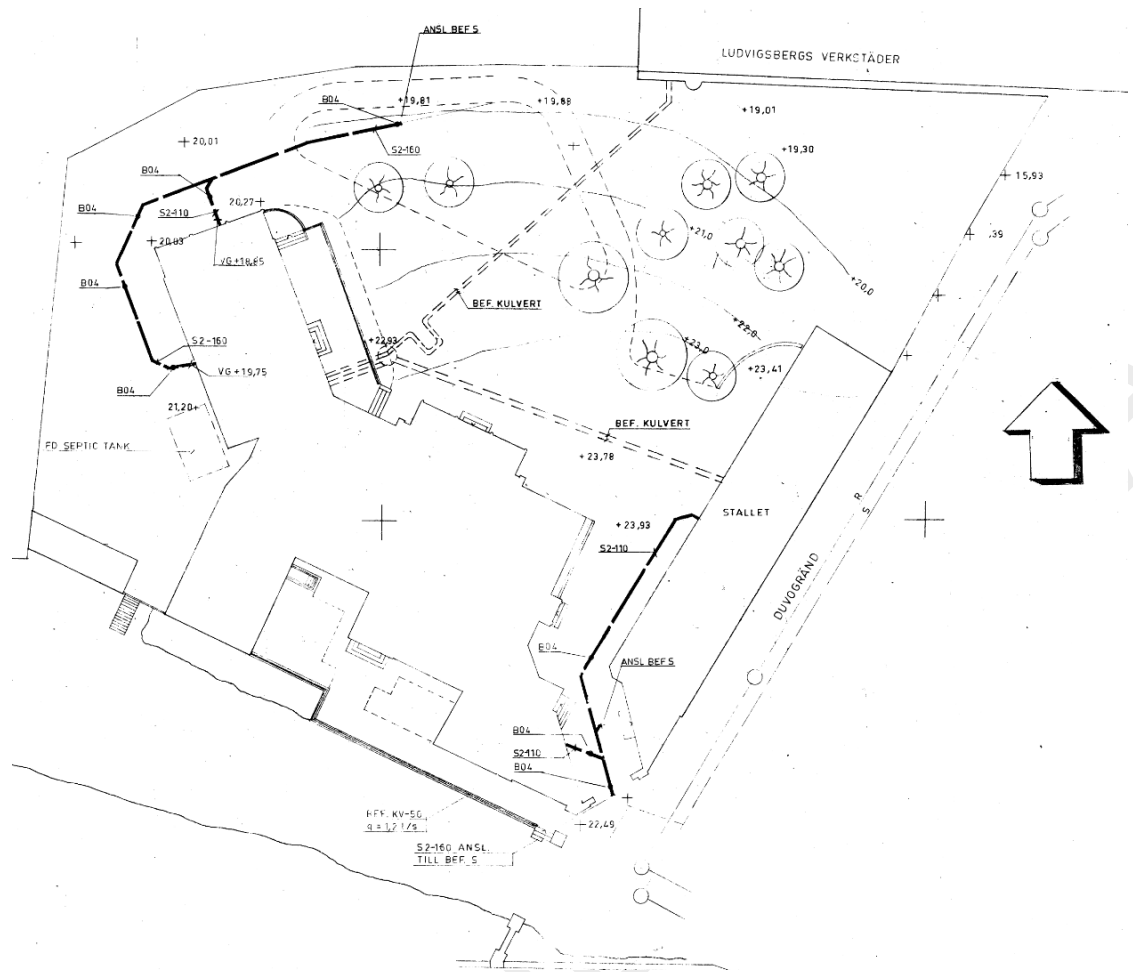 ANSL BEF S
LUDVIGSBERGS VERKSTÄDER
B04
+19,81
+19,88
+19,01
+20,01
S2-160
+19,30
B04
15,93
B04
S2-110
20,27+
+21,0
,39
+20,03
VG+18,85
B04
+20,0
BEF. KULVERT
+22,0
S2-160
+22,93
+23,0
VG+19,75
+23,41
B04
21,20+
BEF. KULVERT
FD SEPTIC TANK
+23,78
R
S
STALLET
+23,93
S2-110
DUVOGRÄND
B04
ANSL BEF S
B04
S2-110
B04
BEF. KV-50
q = 1,2 l/s
+22,49
S2-160 ANSL.
TILL BEF. S